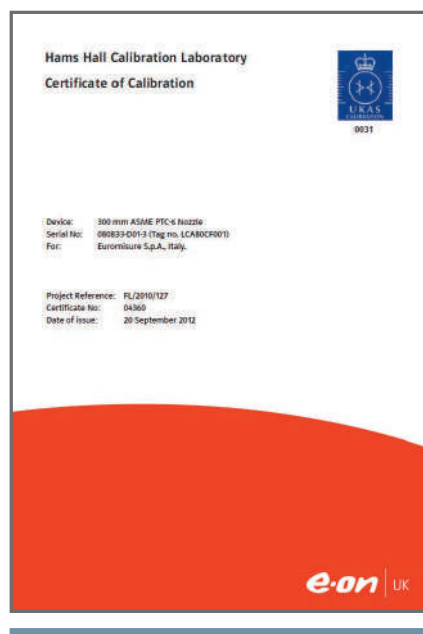 Hams Hall Calibration Laboratory
Certificate of Calibration
UKAS
CALIBRATION
0031
Device: 300 mm ASME PTC-6 Nozzle
Serial No: 080833-D01-3 (Tag no. LCA80CF001)
For: Euromisure S.p.A., Italy.
Project Reference: FL/2010/127
Certificate No: 04360
Date of issue: 20 September 2012
e·on UK